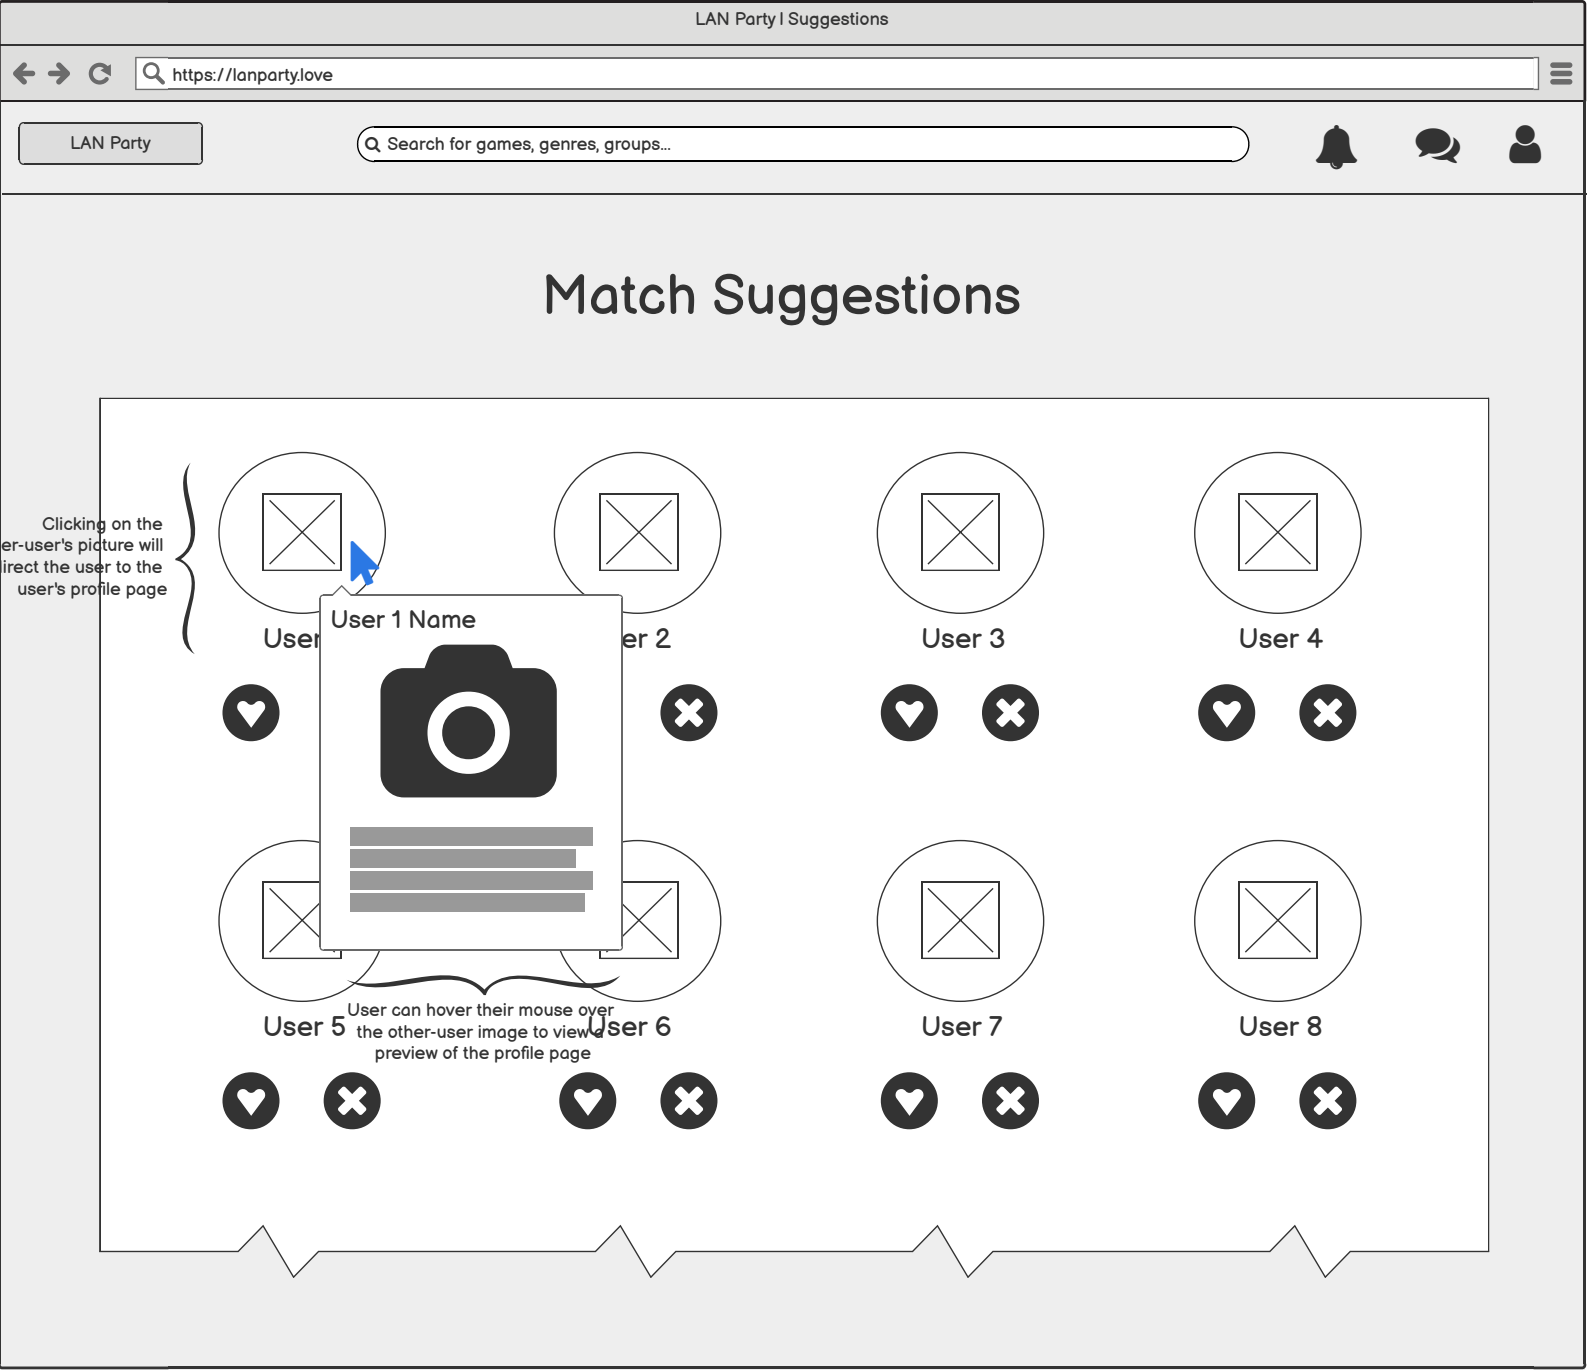 LAN Party | Suggestions
https://lanparty.love
LAN Party
Search for games, genres, groups...
Match Suggestions
Clicking on the
er-user's picture will
irect the user to the
user's profile page
User
er 2
User 3
User 4
User 1 Name
User 5
User 6
User 7
User 8
User can hover their mouse over
the other-user image to view a
preview of the profile page